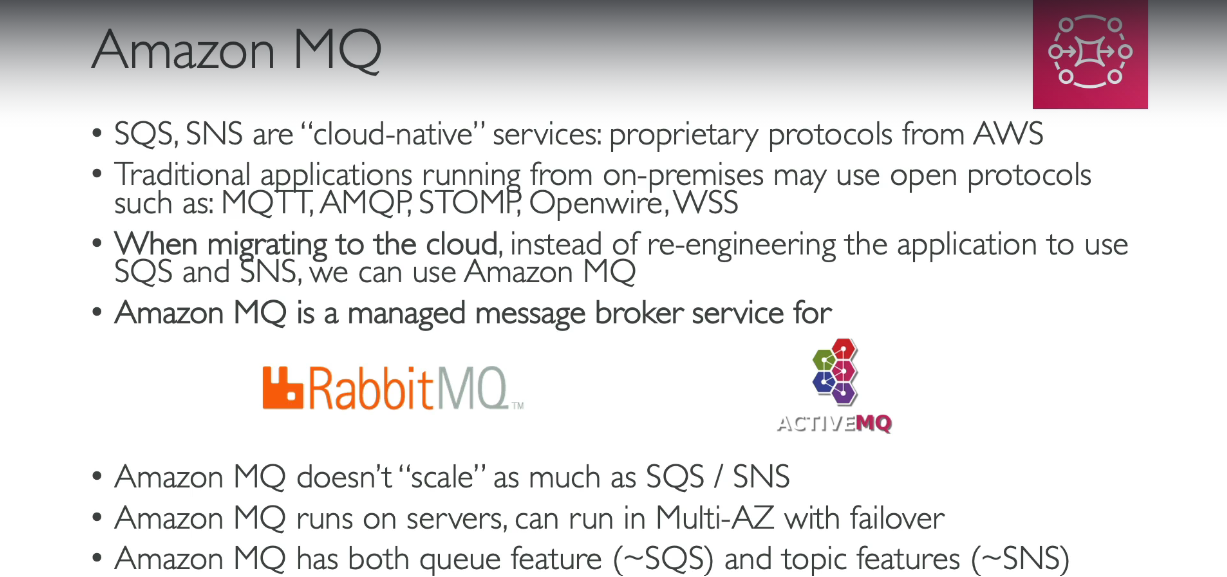 Amazon MQ
• SQS, SNS are “cloud-native” services: proprietary protocols from AWS
• Traditional applications running from on-premises may use open protocols
such as: MQTT, AMQP, STOMP, Openwire, WSS
• When migrating to the cloud, instead of re-engineering the application to use
SQS and SNS, we can use Amazon MQ
• Amazon MQ is a managed message broker service for
RabbitMQ™
ACTIVEMQ
• Amazon MQ doesn’t “scale” as much as SQS / SNS
• Amazon MQ runs on servers, can run in Multi-AZ with failover
• Amazon MQ has both queue feature (~SQS) and topic features (~SNS)